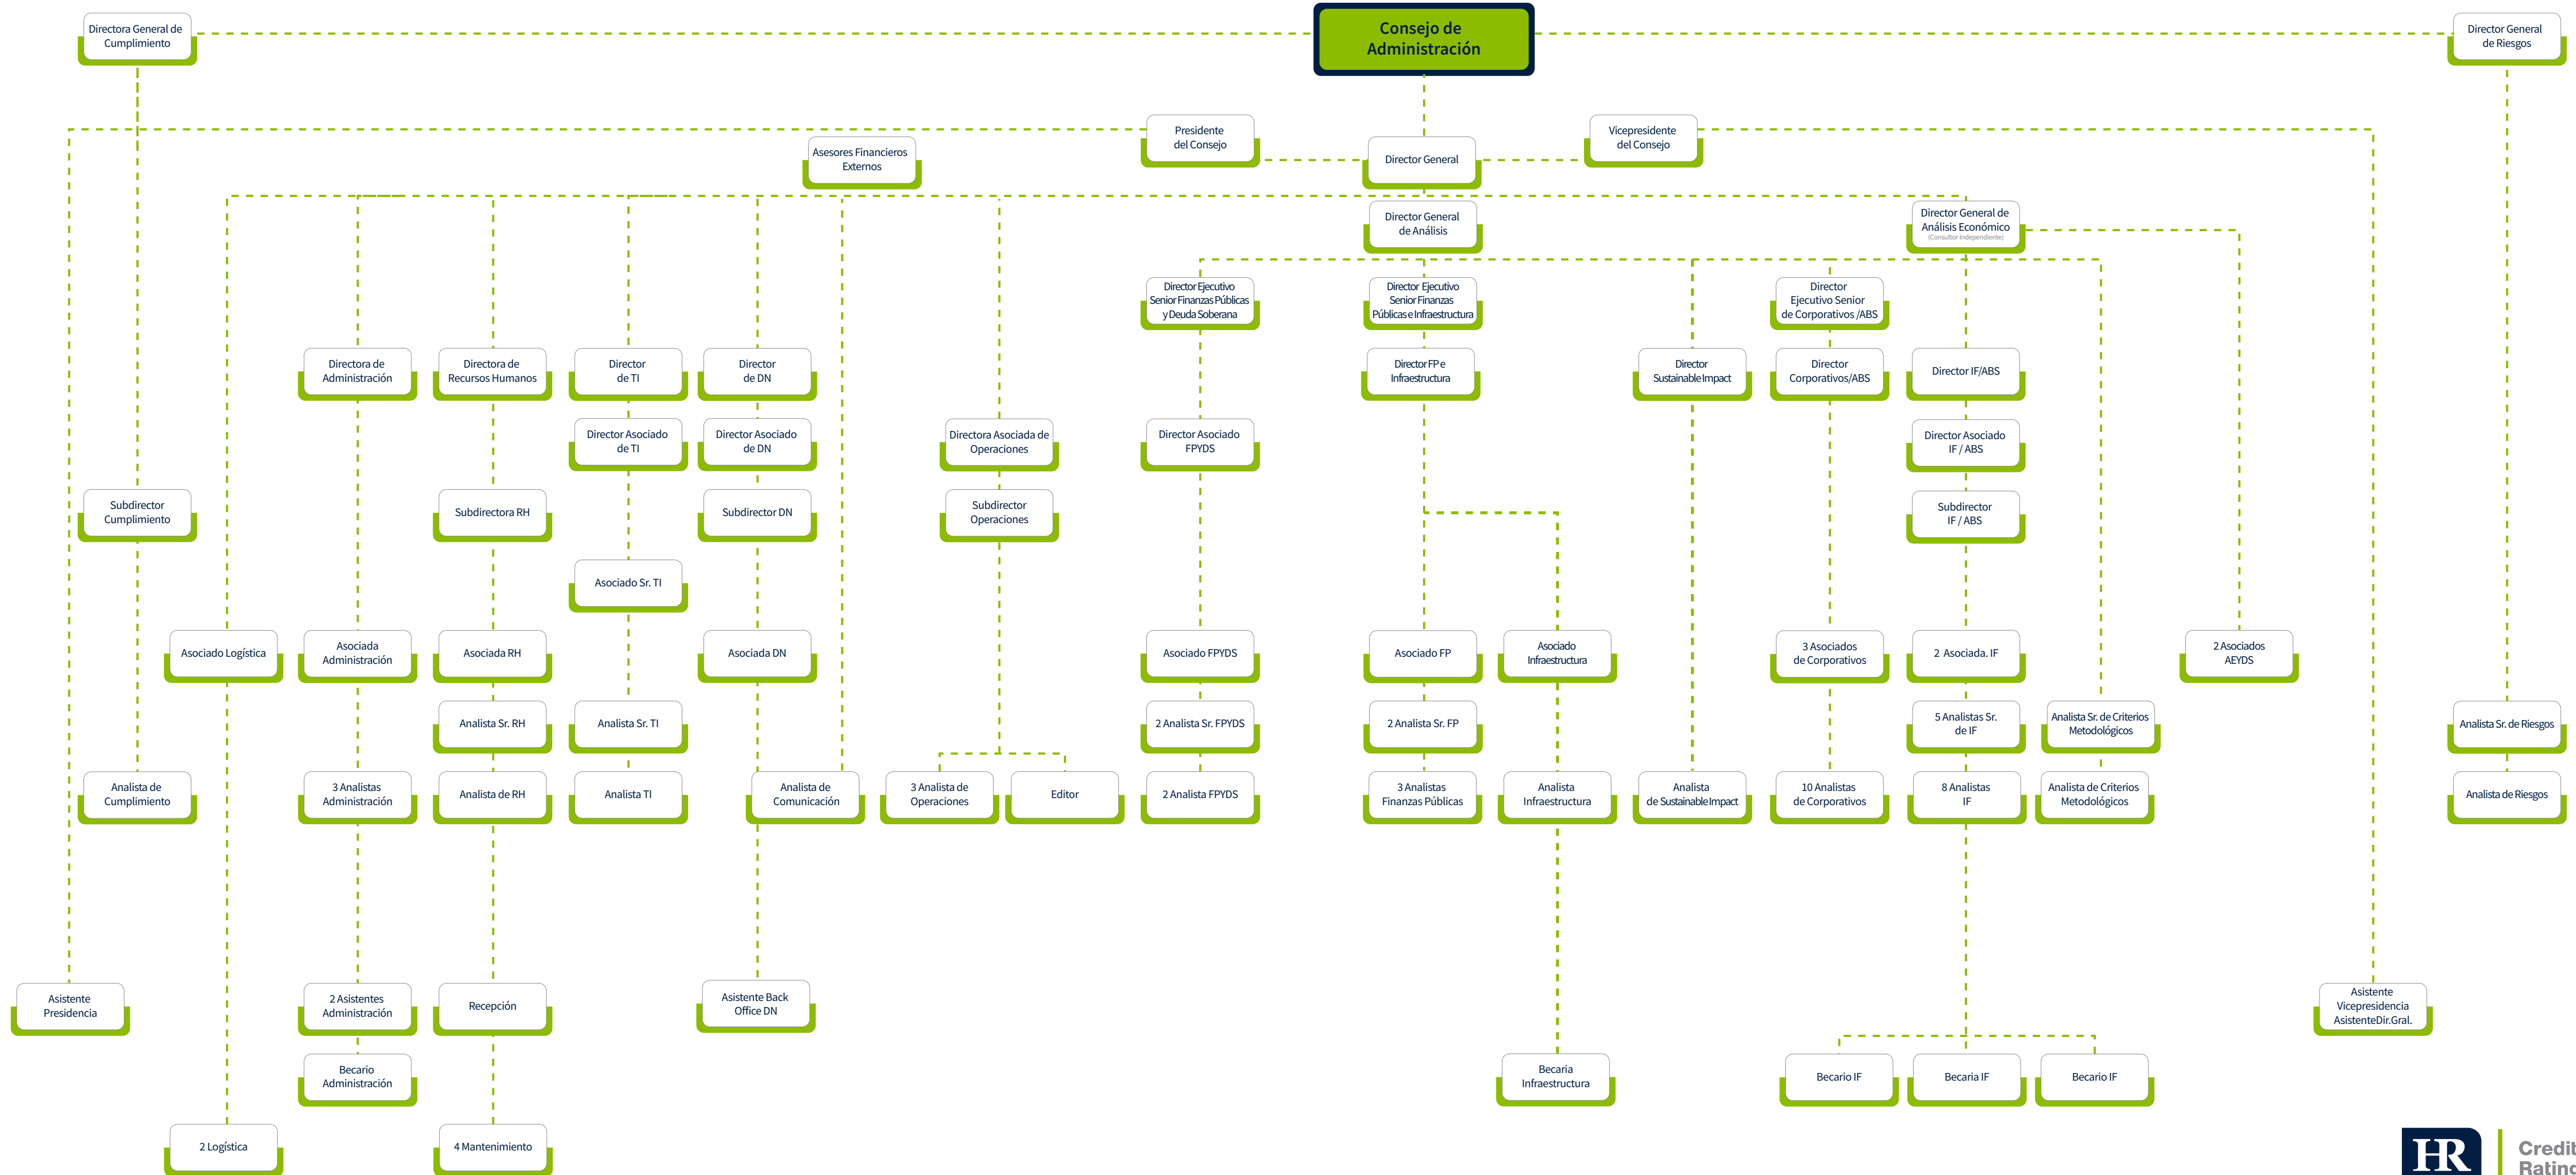 Directora General de
Cumplimiento
Consejo de
Administración
Director General
de Riesgos
Presidente
del Consejo
Vicepresidente
del Consejo
Asesores Financieros
Externos
Director General
Director General
de Análisis
Director General de
Análisis Económico
(Consultor Independiente)
Director Ejecutivo
Senior Finanzas Públicas
y Deuda Soberana
Director Ejecutivo
Senior Finanzas
Públicas e Infraestructura
Director
Ejecutivo Senior
de Corporativos /ABS
Directora de
Administración
Directora de
Recursos Humanos
Director
de TI
Director
de DN
Director FP e
Infraestructura
Director
Sustainable Impact
Director
Corporativos/ABS
Director IF/ABS
Director Asociado
de TI
Director Asociado
de DN
Directora Asociada de
Operaciones
Director Asociado
FPYDS
Director Asociado
IF / ABS
Subdirector
Cumplimiento
Subdirectora RH
Subdirector DN
Subdirector
Operaciones
Subdirector
IF / ABS
Asociado Sr. TI
Asociado Logística
Asociada
Administración
Asociada RH
Asociada DN
Asociado FPYDS
Asociado FP
Asociado
Infraestructura
3 Asociados
de Corporativos
2 Asociada. IF
2 Asociados
AEYDS
Analista Sr. RH
Analista Sr. TI
2 Analista Sr. FPYDS
2 Analista Sr. FP
5 Analistas Sr.
de IF
Analista Sr. de Criterios
Metodológicos
Analista Sr. de Riesgos
Analista de
Cumplimiento
3 Analistas
Administración
Analista de RH
Analista TI
Analista de
Comunicación
3 Analista de
Operaciones
Editor
2 Analista FPYDS
3 Analistas
Finanzas Públicas
Analista
Infraestructura
Analista
de Sustainable Impact
10 Analistas
de Corporativos
8 Analistas
IF
Analista de Criterios
Metodológicos
Analista de Riesgos
Asistente
Presidencia
2 Asistentes
Administración
Recepción
Asistente Back
Office DN
Asistente
Vicepresidencia
AsistenteDir.Gral.
Becario
Administración
Becaria
Infraestructura
Becario IF
Becaria IF
Becario IF
2 Logística
4 Mantenimiento
HR